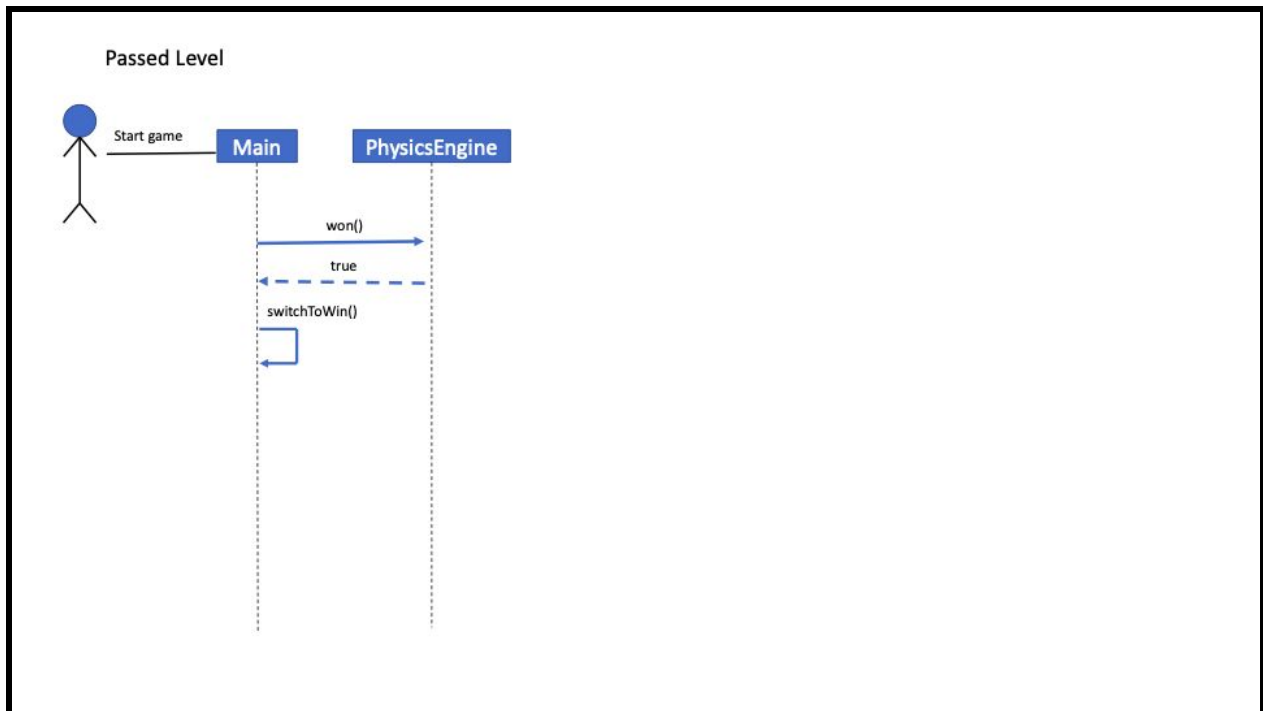 Passed Level
Start game
Main
PhysicsEngine
won()
true
switchToWin()